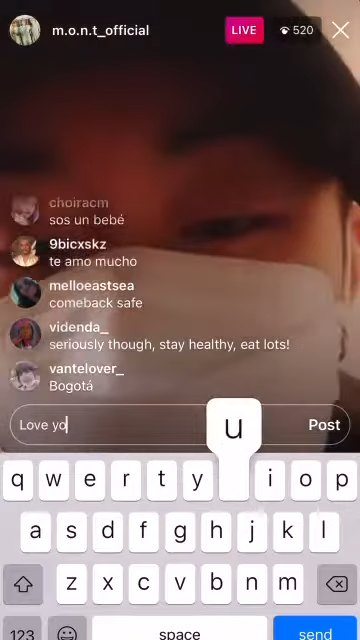 m.o.n.t_official
LIVE
520
choiracm
sos un bebé
9bicxskz
te amo mucho
melloeastsea
comeback safe
videnda_
seriously though, stay healthy, eat lots!
vantelover_
Bogotá
Love yo
Post
u
q w e r t y i o p
a s d f g h j k l
z x c v b n m
123
space
send